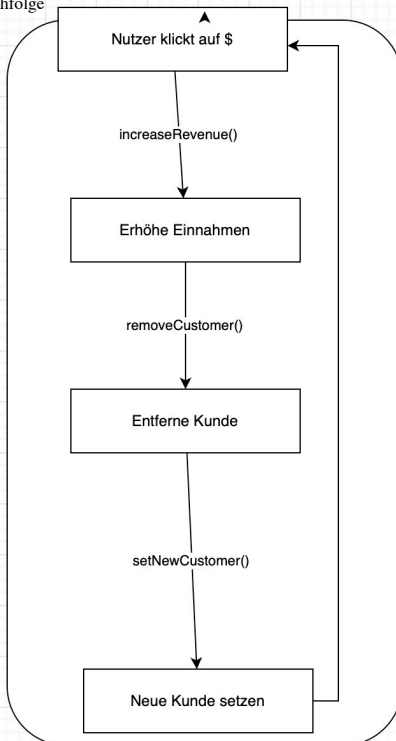 hfolge
Nutzer klickt auf $
increaseRevenue()
Erhöhe Einnahmen
removeCustomer()
Entferne Kunde
setNewCustomer()
Neue Kunde setzen